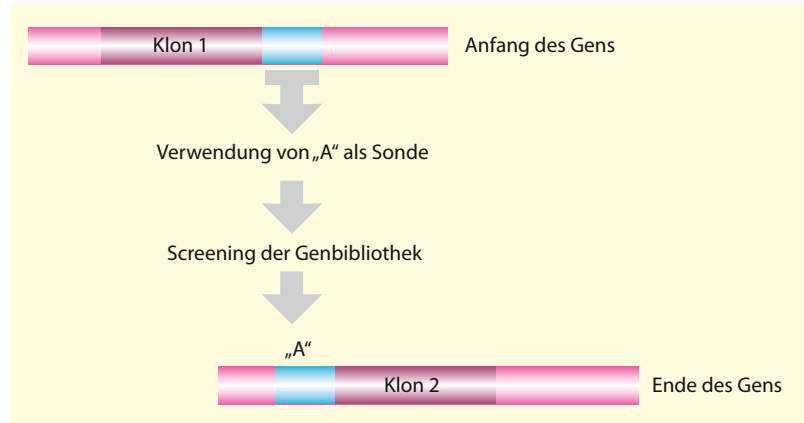 Klon 1
Anfang des Gens
Verwendung von „A“ als Sonde
Screening der Genbibliothek
„A“
Klon 2
Ende des Gens